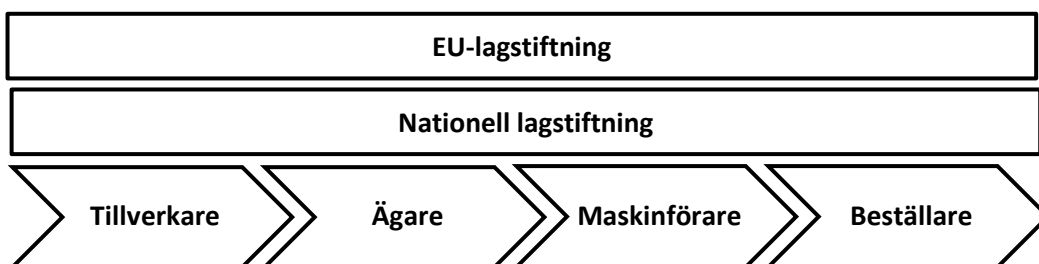 EU-lagstiftning
Nationell lagstiftning
Tillverkare Ägare Maskinförare Beställare